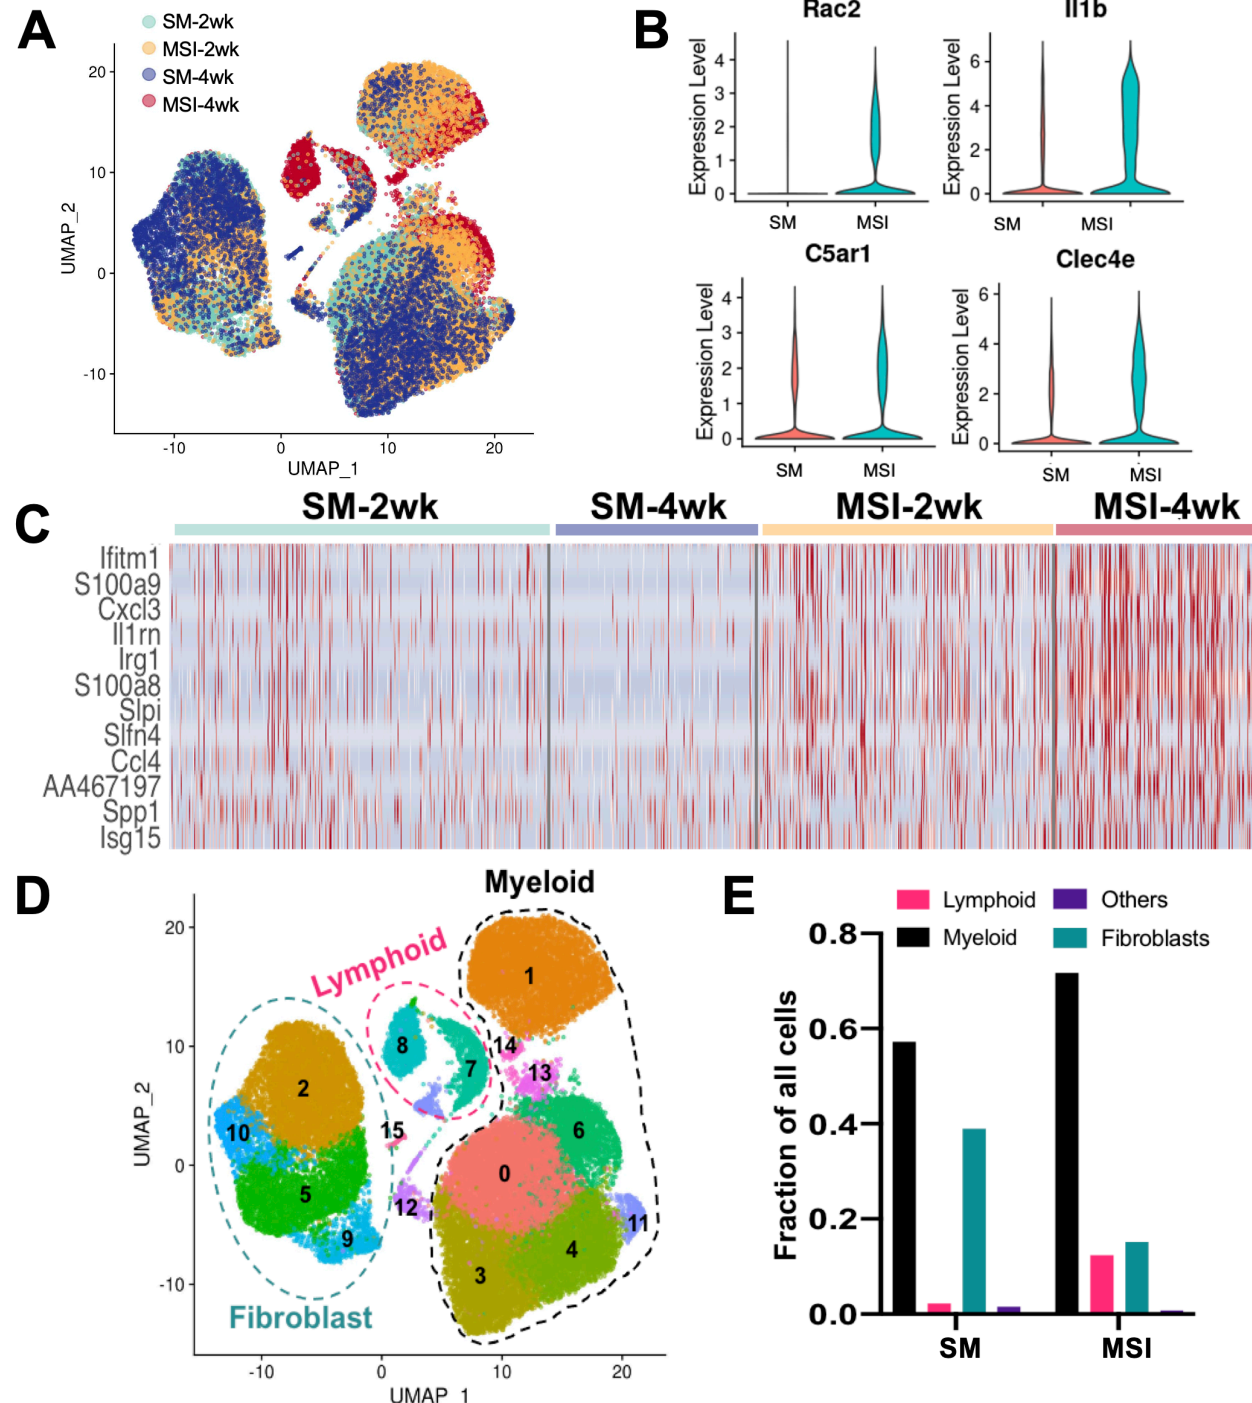 A
SM-2wk
MSI-2wk
SM-4wk
MSI-4wk
20
10
0
-10
UMAP_2
-10
0
10
20
UMAP_1
B
Rac2
Expression Level
4
3
2
1
0
SM
MSI
Il1b
Expression Level
6
4
2
0
SM
MSI
C5ar1
Expression Level
4
3
2
1
0
SM
MSI
Clec4e
Expression Level
6
4
2
0
SM
MSI
C
SM-2wk
SM-4wk
MSI-2wk
MSI-4wk
Ifitm1
S100a9
Cxcl3
Il1rn
Irg1
S100a8
Slpi
Slfn4
Ccl4
AA467197
Spp1
Isg15
D
Myeloid
Lymphoid
Fibroblast
20
10
0
-10
UMAP_2
1
8
14
7
13
2
10
15
6
0
5
12
11
9
4
3
-10
0
10
20
UMAP_1
E
Lymphoid
Others
Myeloid
Fibroblasts
Fraction of all cells
0.8
0.6
0.4
0.2
0.0
SM
MSI